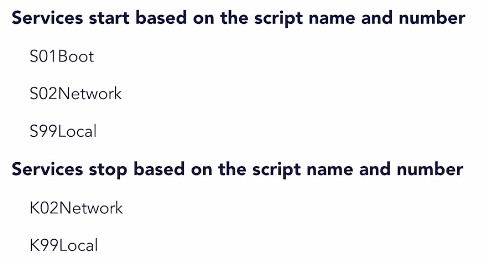 Services start based on the script name and number
S01Boot
S02Network
S99Local
Services stop based on the script name and number
K02Network
K99Local